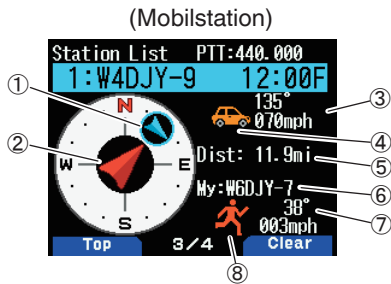 (Mobilstation)
Station List PTT:440.000
1:W4DJY-9 12:00F
① N 135° ③
070mph ④
② W E Dist: 11.9mi ⑤
My:W6DJY-7 ⑥
S 38° ⑦
003mph
Top 3/4 Clear
⑧